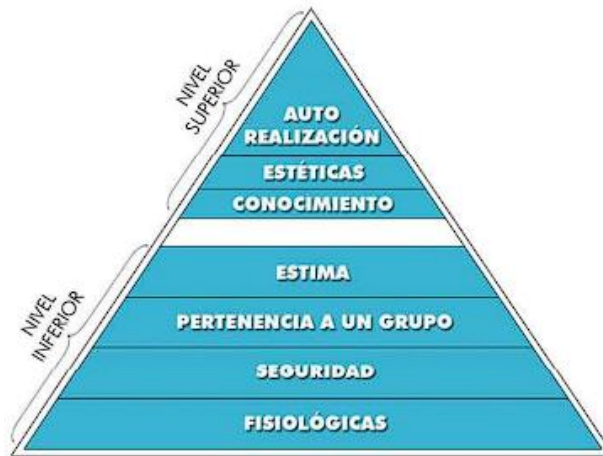 NIVEL
SUPERIOR
AUTO
REALIZACIÓN
ESTÉTICAS
CONOCIMIENTO
NIVEL
INFERIOR
ESTIMA
PERTENENCIA A UN GRUPO
SEGURIDAD
FISIOLÓGICAS